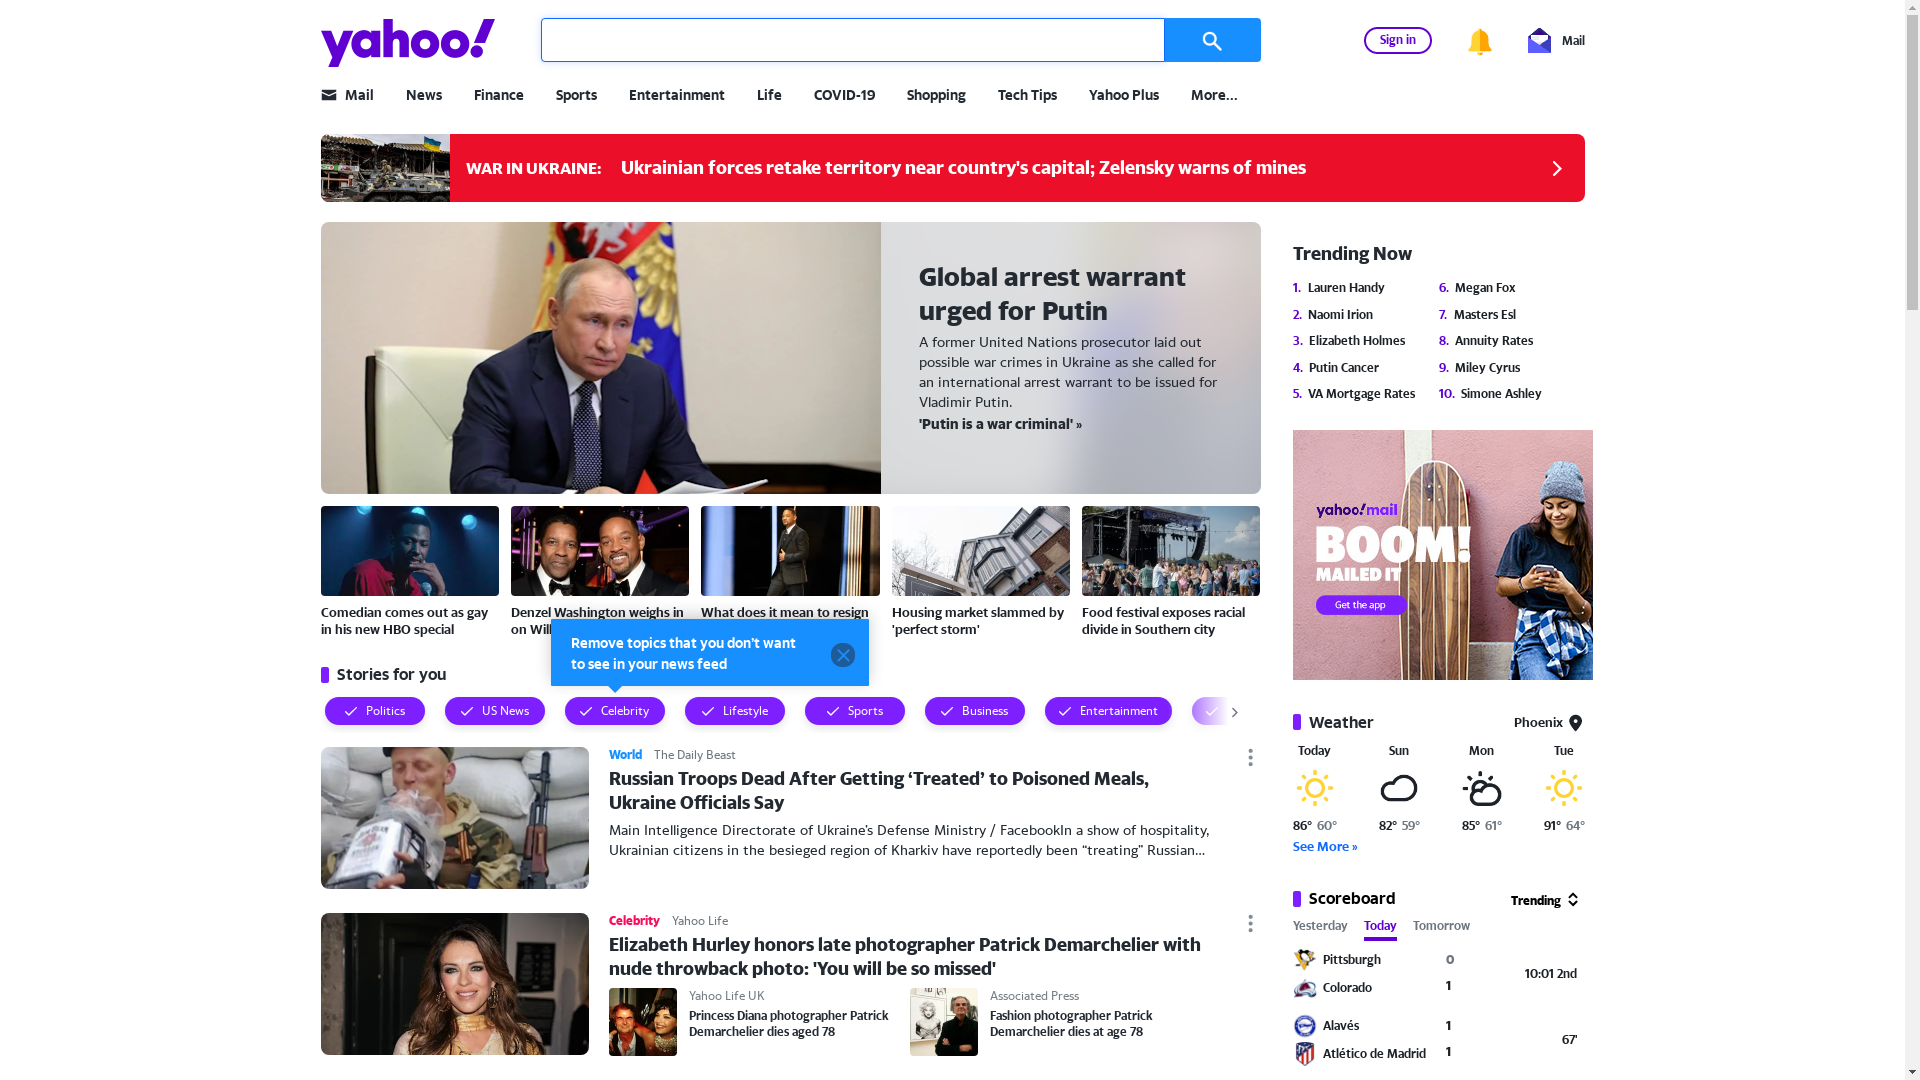 yahoo!
Sign in
Mail
Mail
News
Finance
Sports
Entertainment
Life
COVID-19
Shopping
Tech Tips
Yahoo Plus
More...
WAR IN UKRAINE:
Ukrainian forces retake territory near country's capital; Zelensky warns of mines
Global arrest warrant
urged for Putin
A former United Nations prosecutor laid out
possible war crimes in Ukraine as she called for
an international arrest warrant to be issued for
Vladimir Putin.
'Putin is a war criminal' »
Comedian comes out as gay
in his new HBO special
Denzel Washington weighs in
on Will
What does it mean to resign
Housing market slammed by
'perfect storm'
Food festival exposes racial
divide in Southern city
Remove topics that you don't want
to see in your news feed
Stories for you
Politics
US News
Celebrity
Lifestyle
Sports
Business
Entertainment
World
The Daily Beast
Russian Troops Dead After Getting ‘Treated’ to Poisoned Meals,
Ukraine Officials Say
Main Intelligence Directorate of Ukraine’s Defense Ministry / FacebookIn a show of hospitality,
Ukrainian citizens in the besieged region of Kharkiv have reportedly been “treating” Russian...
Celebrity
Yahoo Life
Elizabeth Hurley honors late photographer Patrick Demarchelier with
nude throwback photo: 'You will be so missed'
Yahoo Life UK
Princess Diana photographer Patrick
Demarchelier dies aged 78
Associated Press
Fashion photographer Patrick
Demarchelier dies at age 78
Trending Now
1. Lauren Handy
2. Naomi Irion
3. Elizabeth Holmes
4. Putin Cancer
5. VA Mortgage Rates
6. Megan Fox
7. Masters Esl
8. Annuity Rates
9. Miley Cyrus
10. Simone Ashley
yahoo!mail
BOOM!
MAILED IT
Get the app
Weather
Phoenix
Today
Sun
Mon
Tue
86° 60°
82° 59°
85° 61°
91° 64°
See More »
Scoreboard
Trending
Yesterday
Today
Tomorrow
Pittsburgh 0
Colorado 1
10:01 2nd
Alavés 1
Atlético de Madrid 1
67'